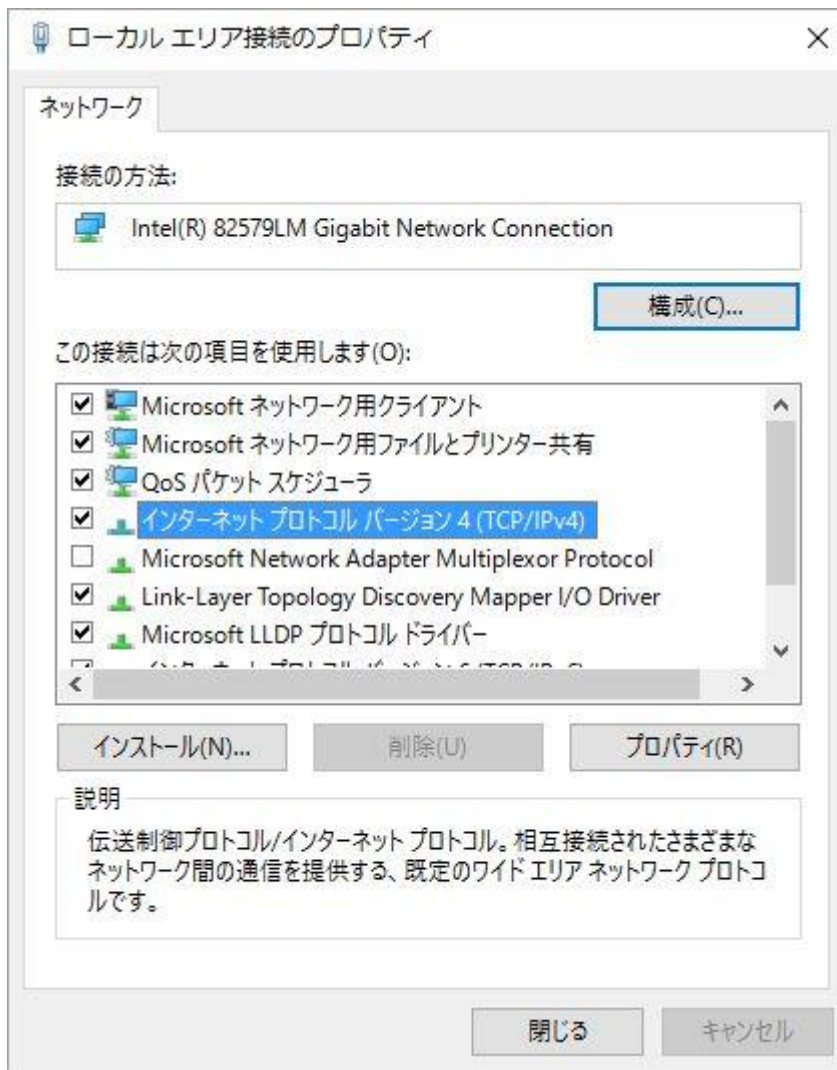 ローカル エリア接続のプロパティ
ネットワーク
接続の方法:
Intel(R) 82579LM Gigabit Network Connection
構成(C)...
この接続は次の項目を使用します(O):
Microsoft ネットワーク用クライアント
Microsoft ネットワーク用ファイルとプリンター共有
QoS パケット スケジューラ
インターネット プロトコル バージョン 4 (TCP/IPv4)
Microsoft Network Adapter Multiplexor Protocol
Link-Layer Topology Discovery Mapper I/O Driver
Microsoft LLDP プロトコル ドライバー
インストール(N)...
削除(U)
プロパティ(R)
説明
伝送制御プロトコル/インターネット プロトコル。相互接続されたさまざまな
ネットワーク間の通信を提供する、既定のワイド エリア ネットワーク プロトコ
ルです。
閉じる
キャンセル